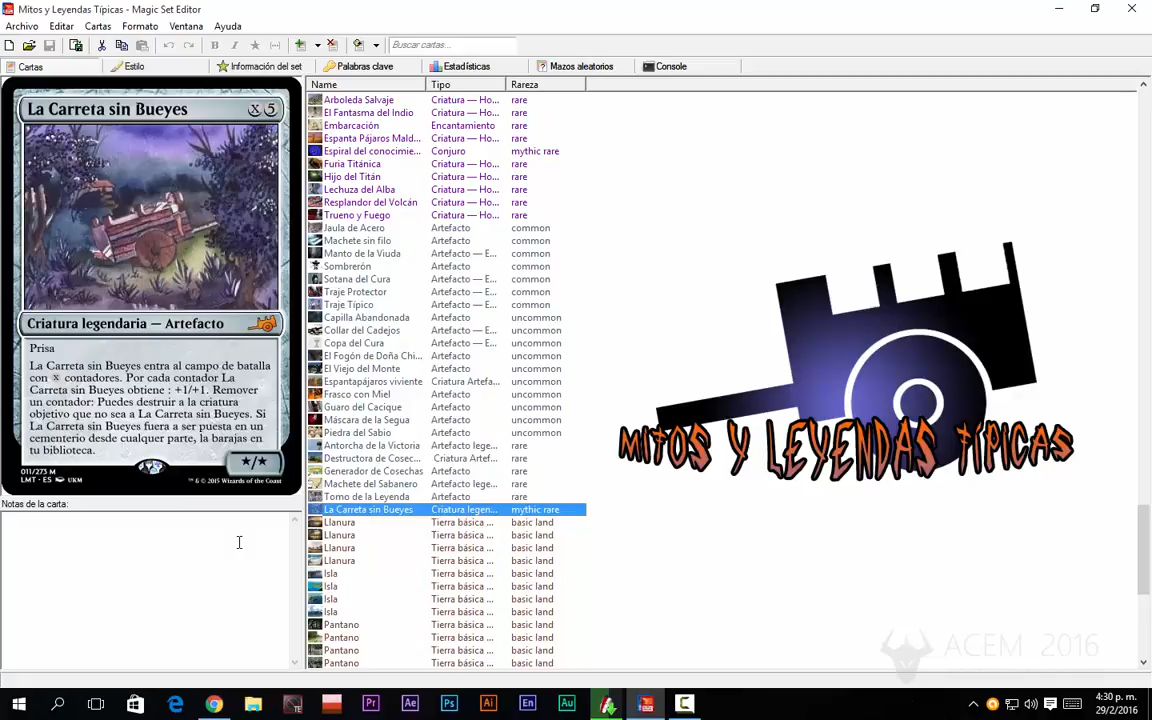 Mitos y Leyendas Típicas - Magic Set Editor
Archivo Editar Cartas Formato Ventana Ayuda
Buscar cartas...
Cartas Estilo Información del set Palabras clave Estadísticas Mazos aleatorios Console
La Carreta sin Bueyes X 5
Criatura legendaria — Artefacto
Prisa
La Carreta sin Bueyes entra al campo de batalla
con X contadores. Por cada contador La
Carreta sin Bueyes obtiene : +1/+1. Remover
un contador: Puedes destruir a la criatura
objetivo que no sea a La Carreta sin Bueyes. Si
La Carreta sin Bueyes fuera a ser puesta en un
cementerio desde cualquier parte, la barajas en
tu biblioteca.
★/★
011/273 M
LMT · ES UKM
™ & © 2015 Wizards of the Coast
Notas de la carta:
Name Tipo Rareza
Arboleda Salvaje Criatura — Ho... rare
El Fantasma del Indio Criatura — Ho... rare
Embarcación Encantamiento rare
Espanta Pájaros Mald... Criatura — Ho... rare
Espiral del conocimie... Conjuro mythic rare
Furia Titánica Criatura — Ho... rare
Hijo del Titán Criatura — Ho... rare
Lechuza del Alba Criatura — Ho... rare
Resplandor del Volcán Criatura — Ho... rare
Trueno y Fuego Criatura — Ho... rare
Jaula de Acero Artefacto common
Machete sin filo Artefacto — E... common
Manto de la Viuda Artefacto — E... common
Sombrerón Artefacto — E... common
Sotana del Cura Artefacto — E... common
Traje Protector Artefacto — E... common
Traje Típico Artefacto — E... common
Capilla Abandonada Artefacto uncommon
Collar del Cadejos Artefacto — E... uncommon
Copa del Cura Artefacto uncommon
El Fogón de Doña Chi... Artefacto uncommon
El Viejo del Monte Artefacto uncommon
Espantapájaros viviente Criatura Artefa... uncommon
Frasco con Miel Artefacto uncommon
Guaro del Cacique Artefacto uncommon
Máscara de la Segua Artefacto uncommon
Piedra del Sabio Artefacto uncommon
Antorcha de la Victoria Artefacto lege... rare
Destructora de Cosec... Criatura Artef... rare
Generador de Cosechas Artefacto rare
Machete del Sabanero Artefacto lege... rare
Tomo de la Leyenda Artefacto rare
La Carreta sin Bueyes Criatura legen... mythic rare
Llanura Tierra básica ... basic land
Llanura Tierra básica ... basic land
Llanura Tierra básica ... basic land
Llanura Tierra básica ... basic land
Isla Tierra básica ... basic land
Isla Tierra básica ... basic land
Isla Tierra básica ... basic land
Isla Tierra básica ... basic land
Pantano Tierra básica ... basic land
Pantano Tierra básica ... basic land
Pantano Tierra básica ... basic land
Pantano Tierra básica ... basic land
MITOS Y LEYENDAS TÍPICAS
ACEM 2016
TE Pr Ae Ps Ai En Au
4:30 p. m.
29/2/2016